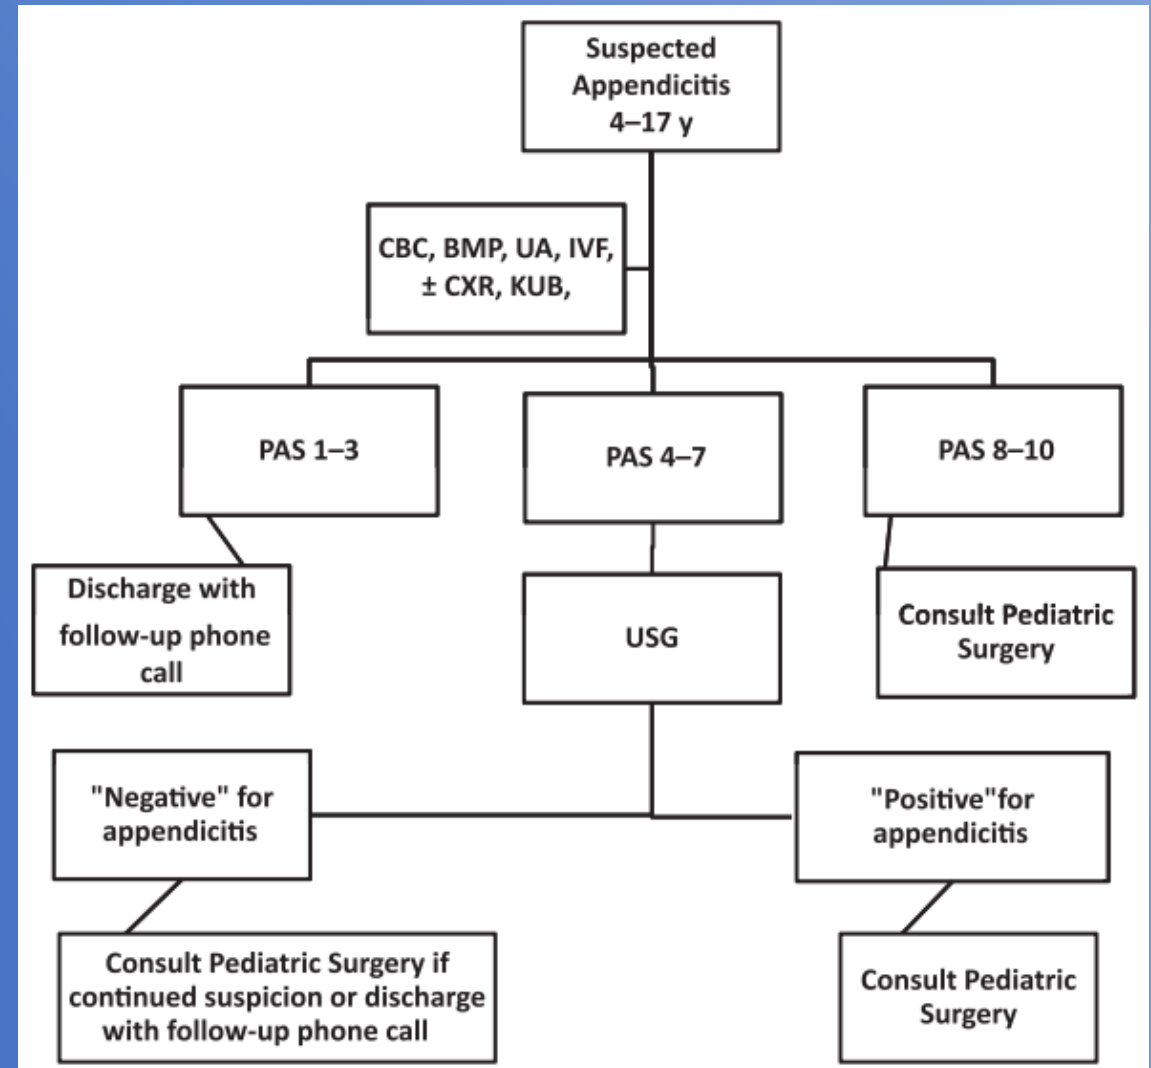 Suspected
Appendicitis
4–17 y
CBC, BMP, UA, IVF,
± CXR, KUB,
PAS 1–3
PAS 4–7
PAS 8–10
Discharge with
follow-up phone
call
USG
Consult Pediatric
Surgery
"Negative" for
appendicitis
"Positive"for
appendicitis
Consult Pediatric Surgery if
continued suspicion or discharge
with follow-up phone call
Consult Pediatric
Surgery